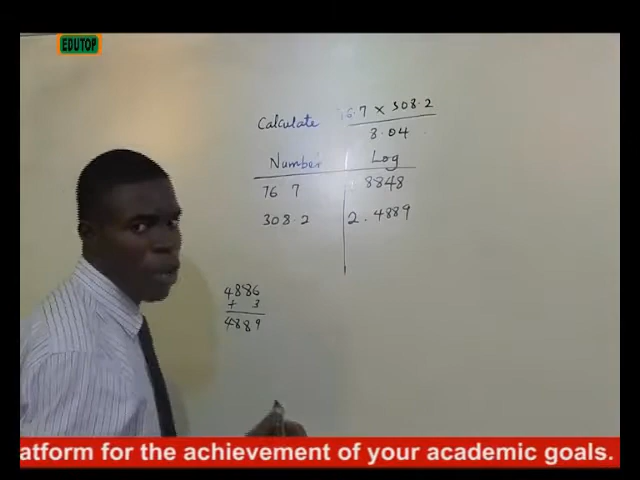 EDUTOP
Calculate 76.7 × 308.2
3.04
Number Log
76 7 8848
308.2 2.4889
4886
+ 3
4889
atform for the achievement of your academic goals.